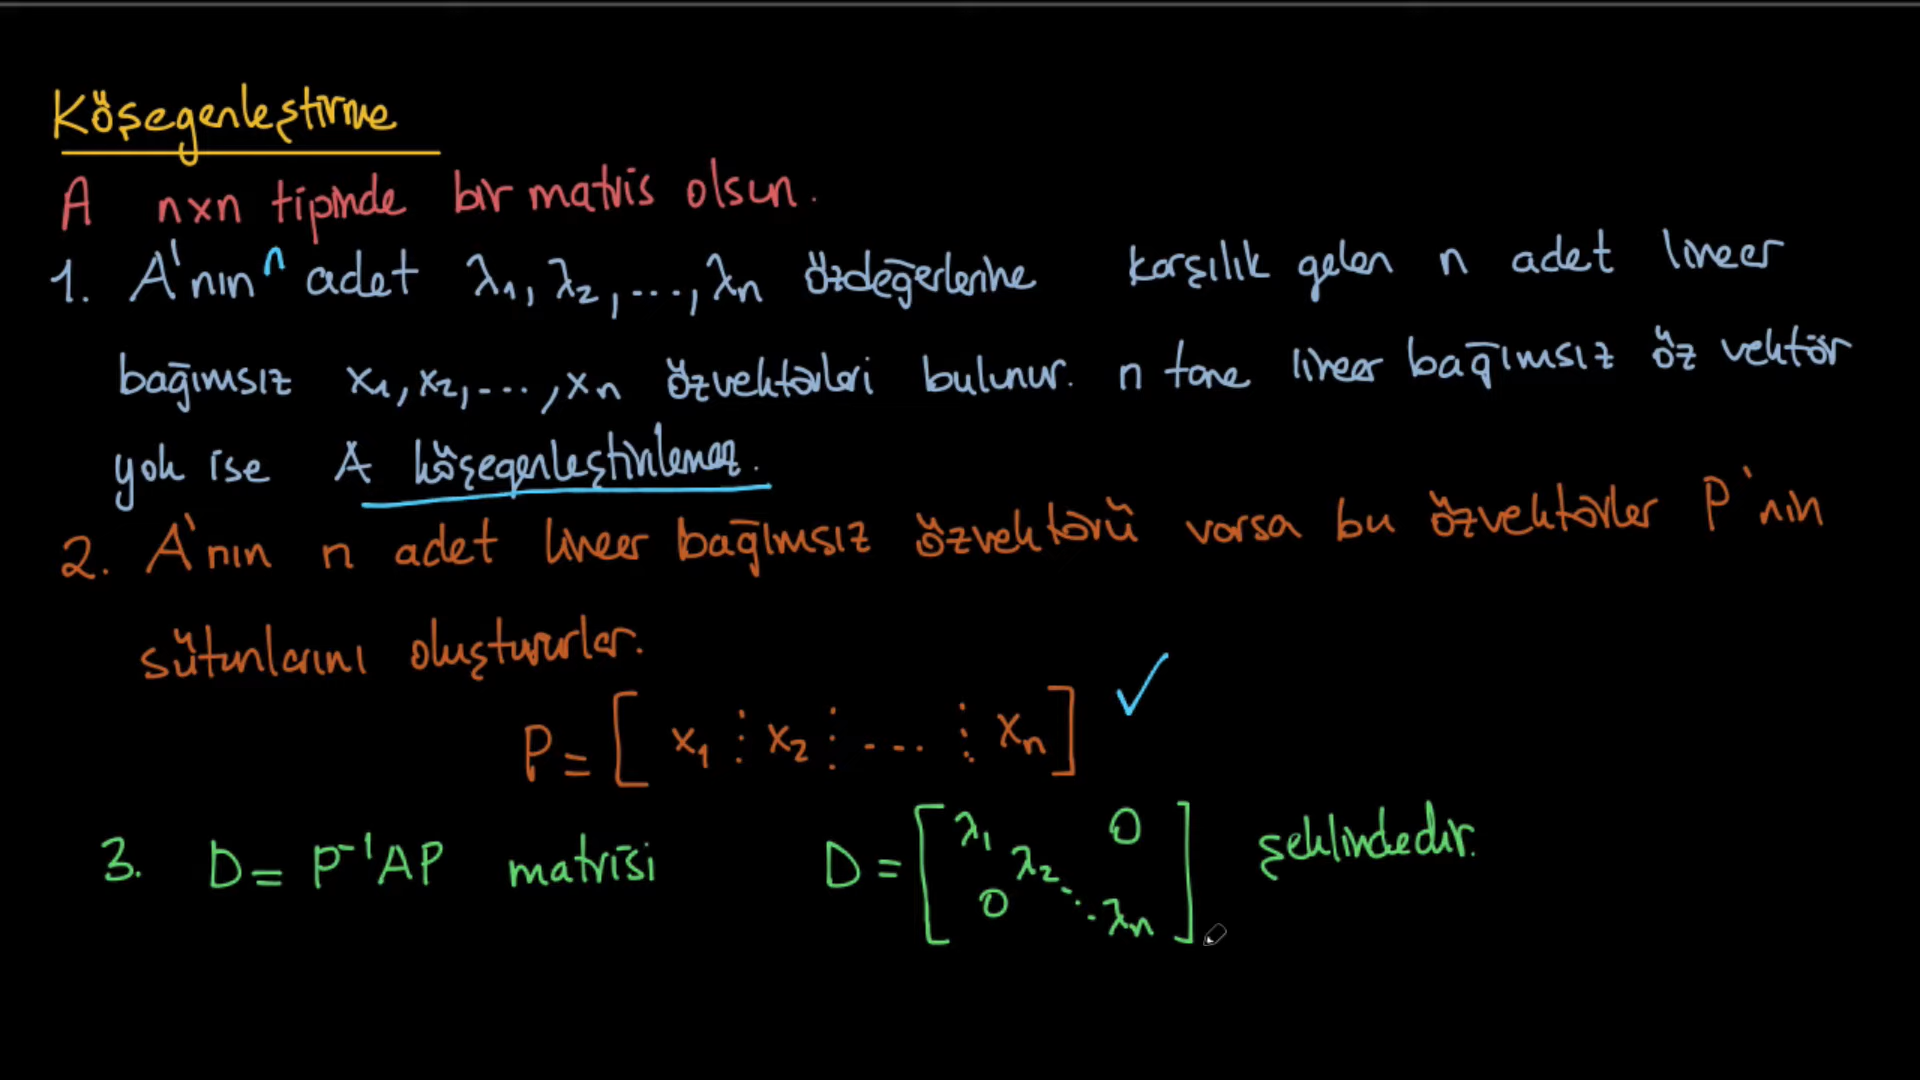 Köşegenleştirme
A nxn tipinde bir matris olsun.
1. A'nın n adet λ1, λ2, ..., λn özdeğerlerine karşılık gelen n adet lineer
bağımsız x1, x2, ..., xn özvektörleri bulunur. n tane lineer bağımsız öz vektör
yok ise A köşegenleştirilemez.
2. A'nın n adet lineer bağımsız özvektörü varsa bu özvektörler P'nin
sütunlarını oluştururlar.
P = [ x1 ⋮ x2 ⋮ ... ⋮ xn ] ✓
3. D = P⁻¹AP matrisi D = [ λ1 λ2 ⋱ λn 0 0 ] şeklindedir.